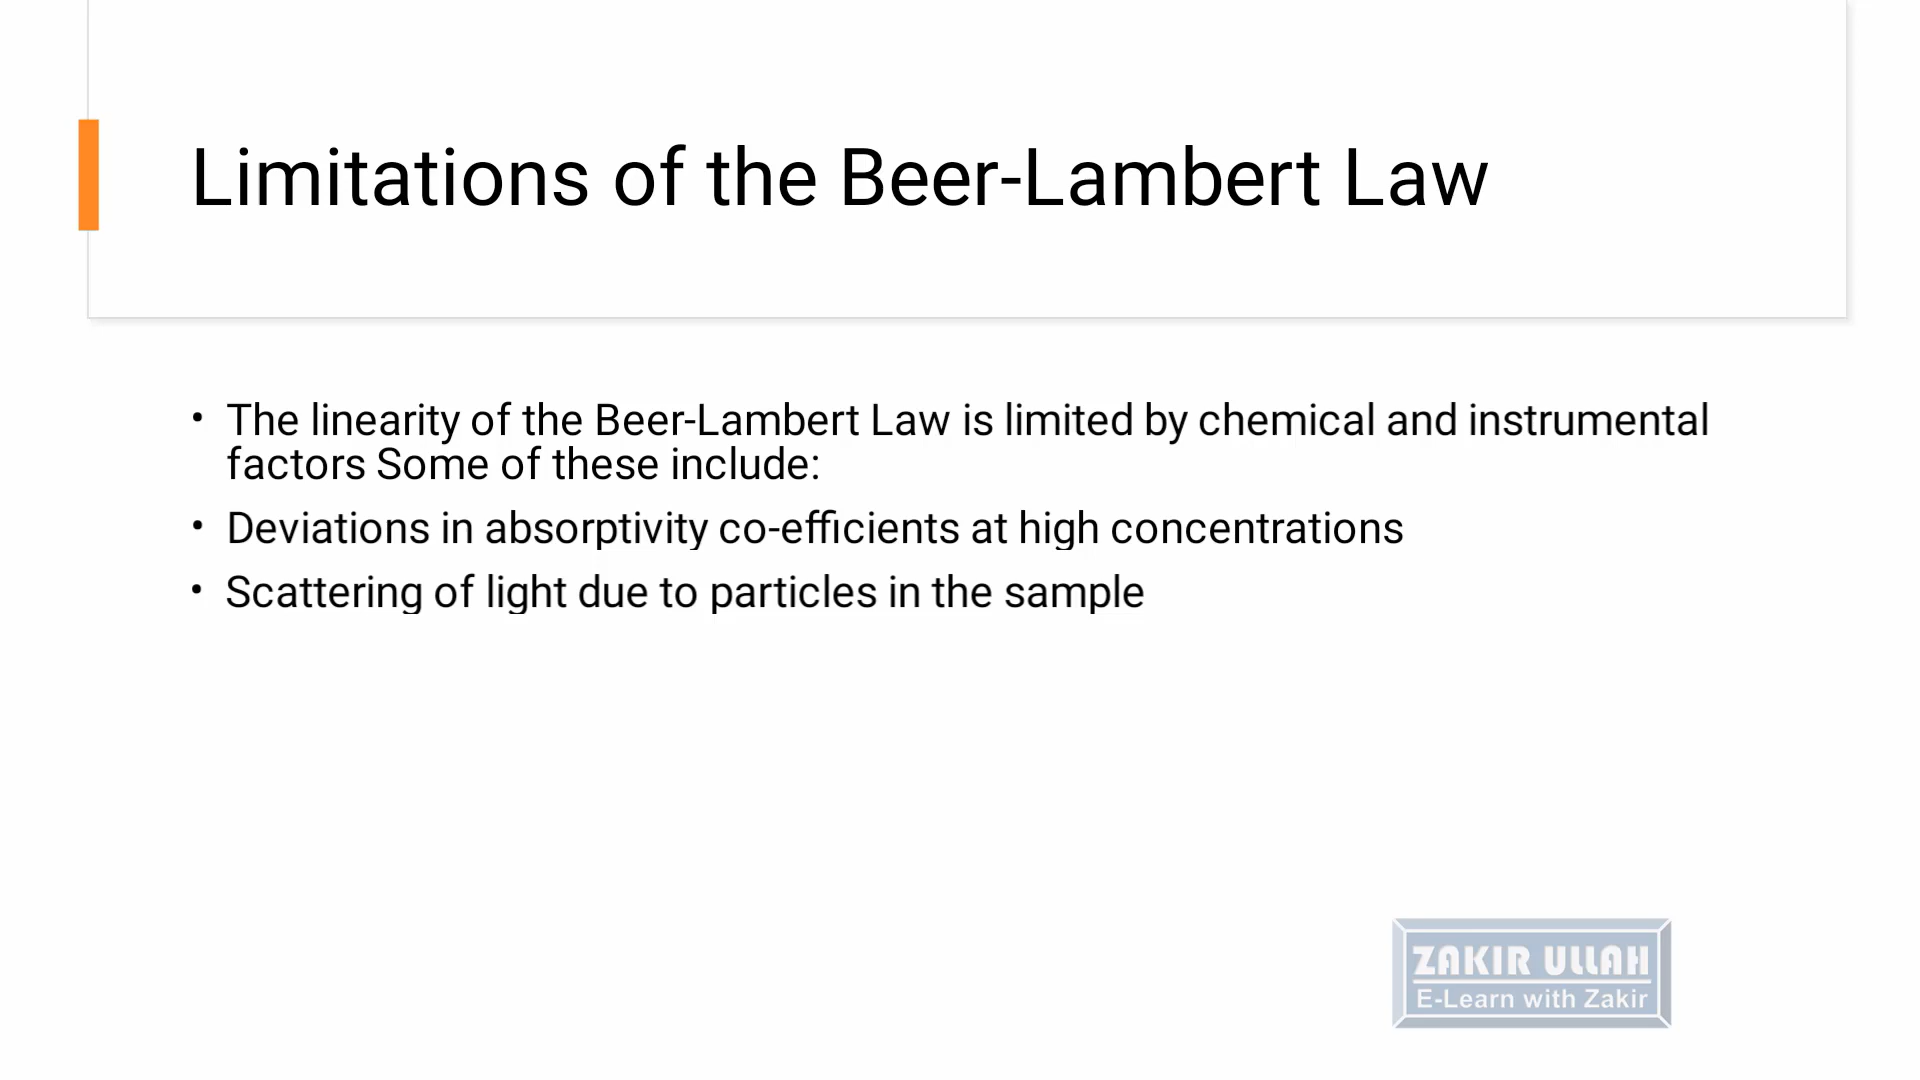 Limitations of the Beer-Lambert Law
• The linearity of the Beer-Lambert Law is limited by chemical and instrumental
factors Some of these include:
• Deviations in absorptivity co-efficients at high concentrations
• Scattering of light due to particles in the sample
ZAKIR ULLAH
E-Learn with Zakir